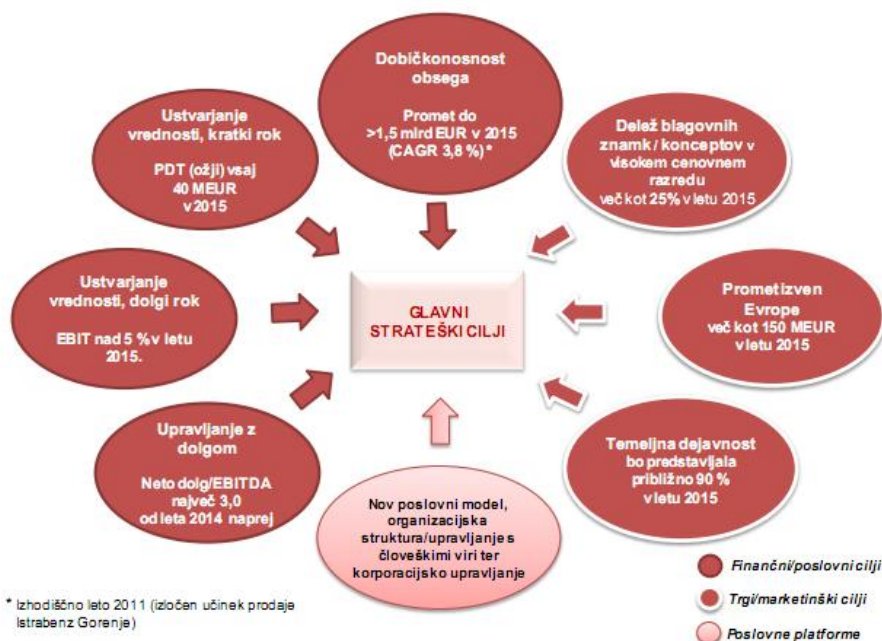 Dobičkonosnost
obsega
Promet do
>1,5 mlrd EUR v 2015
(CAGR 3,8 %)*
Ustvarjanje
vrednosti, kratki rok
PDT (ožji) vsaj
40 MEUR
v 2015
Delež blagovnih
znamk / konceptov v
visokem cenovnem
razredu
več kot 25% v letu 2015
Ustvarjanje
vrednosti, dolgi rok
EBIT nad 5 % v letu
2015.
GLAVNI
STRATEŠKI CILJI
Promet izven
Evrope
več kot 150 MEUR
v letu 2015
Upravljanje z
dolgom
Neto dolg/EBITDA
največ 3,0
od leta 2014 naprej
Temeljna dejavnost
bo predstavljala
približno 90 %
v letu 2015
Nov poslovni model,
organizacijska
struktura/upravljanje s
človeškimi viri ter
korporacijsko upravljanje
* Izhodiščno leto 2011 (izločen učinek prodaje
Istrabenz Gorenje)
Finančni/poslovni cilji
Trgi/marketinški cilji
Poslovne platforme